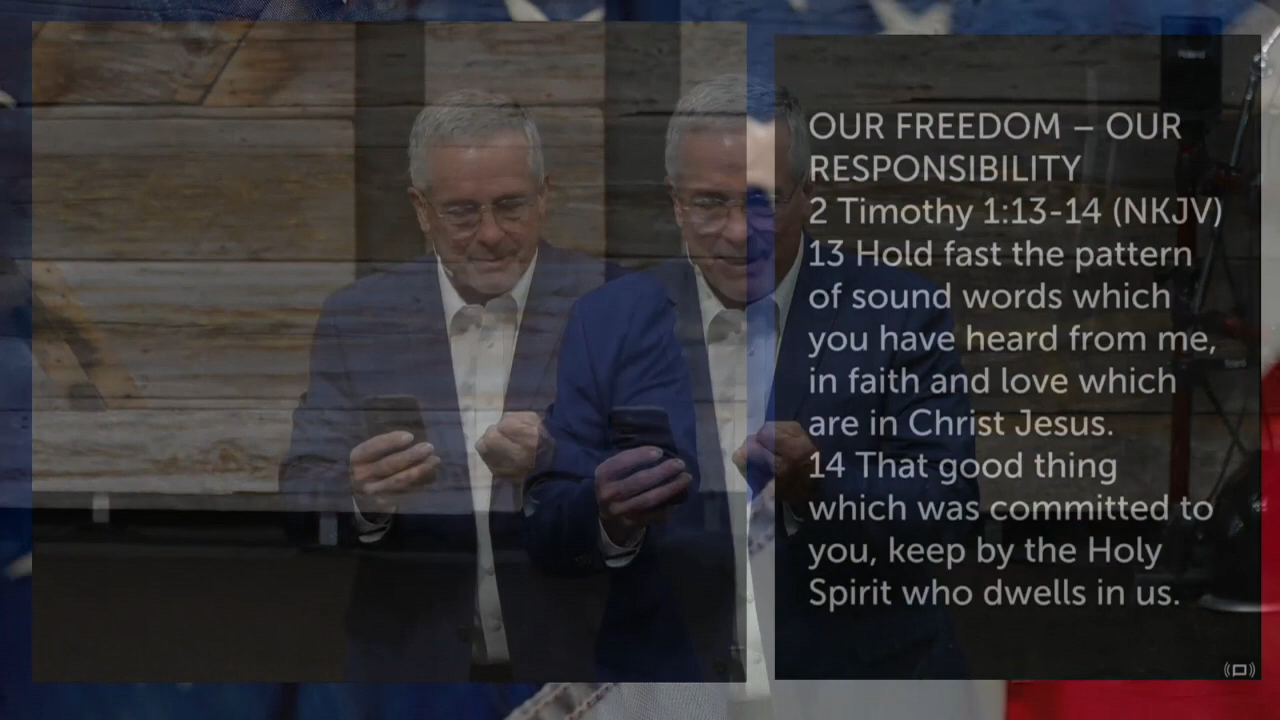 OUR FREEDOM – OUR
RESPONSIBILITY
2 Timothy 1:13-14 (NKJV)
13 Hold fast the pattern
of sound words which
you have heard from me,
in faith and love which
are in Christ Jesus.
14 That good thing
which was committed to
you, keep by the Holy
Spirit who dwells in us.